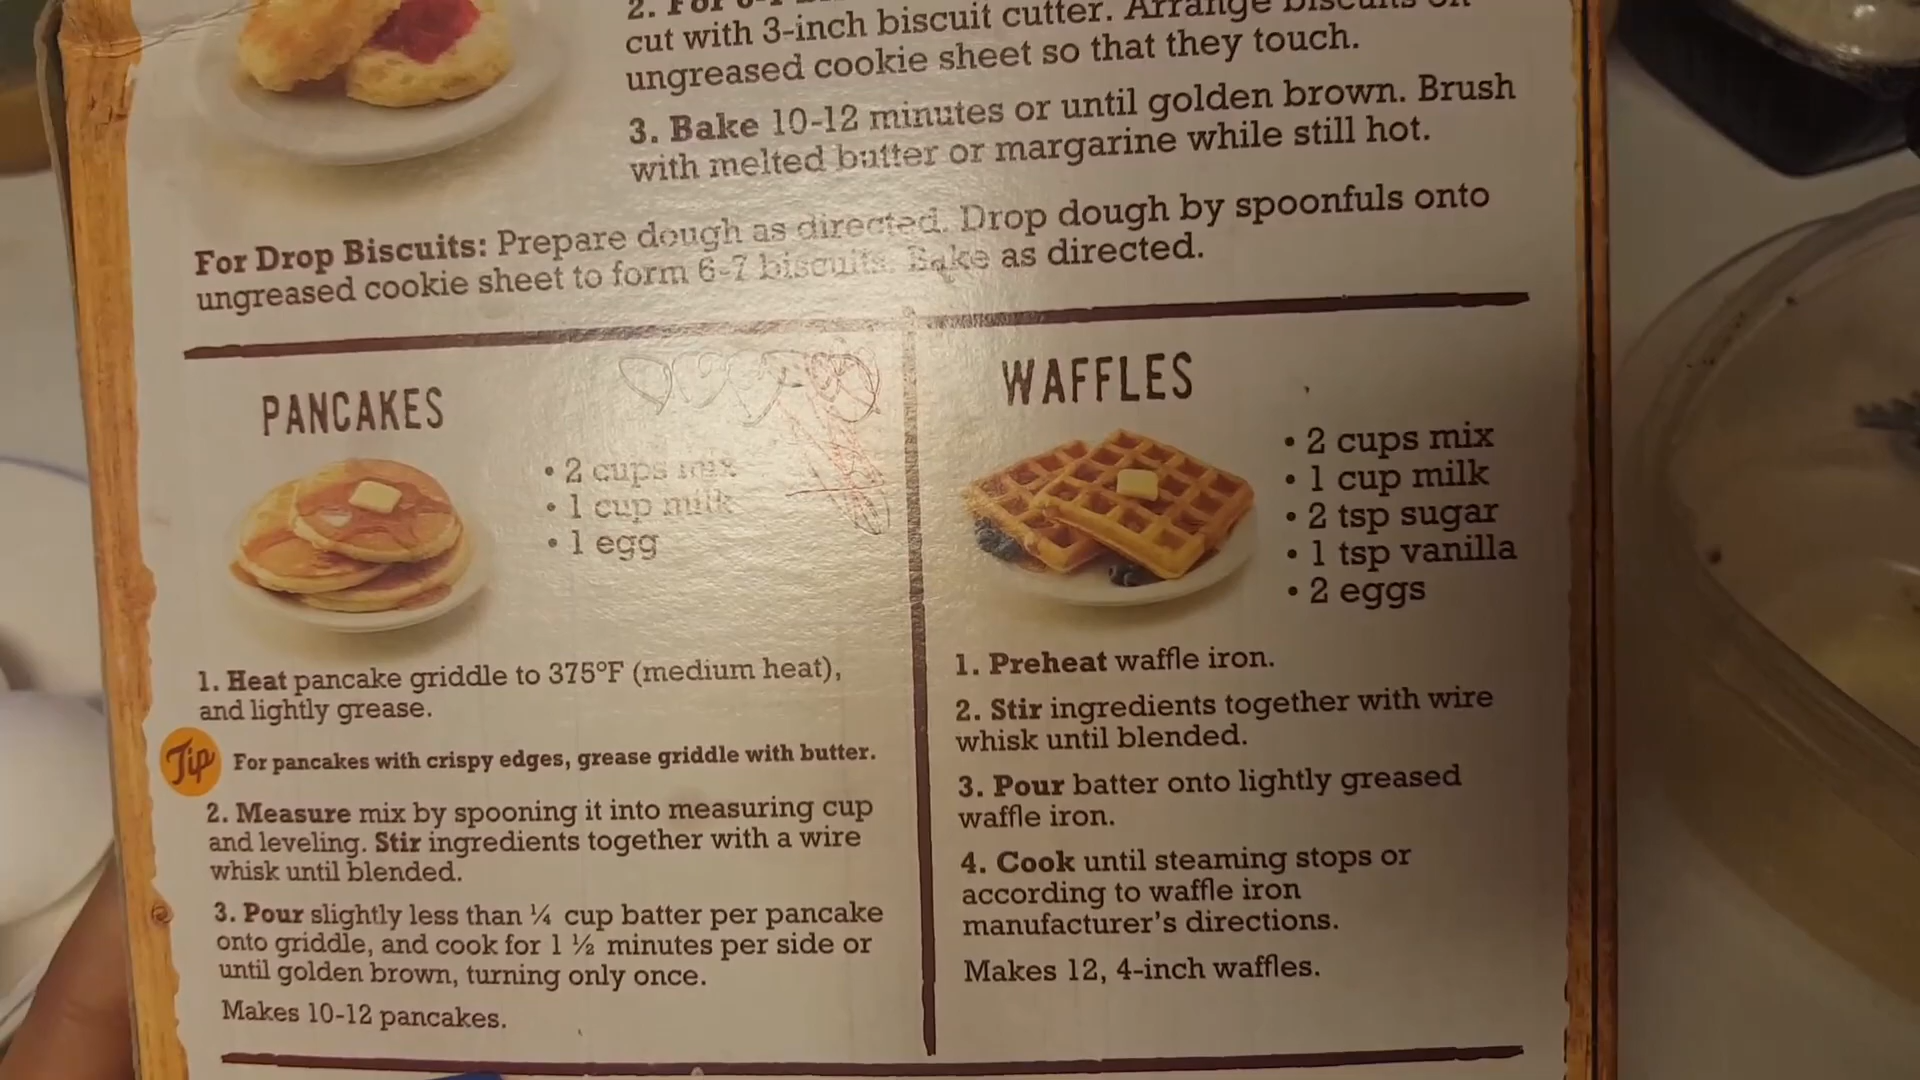 2. For
cut with 3-inch biscuit cutter. Arrange biscuits on
ungreased cookie sheet so that they touch.
3. Bake 10-12 minutes or until golden brown. Brush
with melted butter or margarine while still hot.
For Drop Biscuits: Prepare dough as directed. Drop dough by spoonfuls onto
ungreased cookie sheet to form 6-7 biscuits. Bake as directed.
PANCAKES
• 2 cups mix
• 1 cup milk
• 1 egg
1. Heat pancake griddle to 375°F (medium heat),
and lightly grease.
Tip For pancakes with crispy edges, grease griddle with butter.
2. Measure mix by spooning it into measuring cup
and leveling. Stir ingredients together with a wire
whisk until blended.
3. Pour slightly less than ¼ cup batter per pancake
onto griddle, and cook for 1 ½ minutes per side or
until golden brown, turning only once.
Makes 10-12 pancakes.
WAFFLES
• 2 cups mix
• 1 cup milk
• 2 tsp sugar
• 1 tsp vanilla
• 2 eggs
1. Preheat waffle iron.
2. Stir ingredients together with wire
whisk until blended.
3. Pour batter onto lightly greased
waffle iron.
4. Cook until steaming stops or
according to waffle iron
manufacturer's directions.
Makes 12, 4-inch waffles.